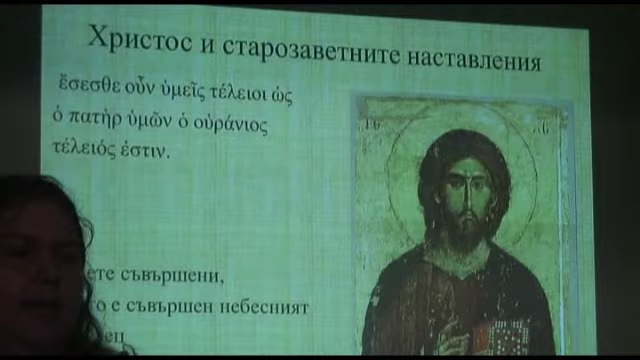 Христос и старозаветните наставления
ἔσεσθε οὖν ὑμεῖς τέλειοι ὡς
ὁ πατὴρ ὑμῶν ὁ οὐράνιος
τέλειός ἐστιν.
съвършени,
е съвършен небесният